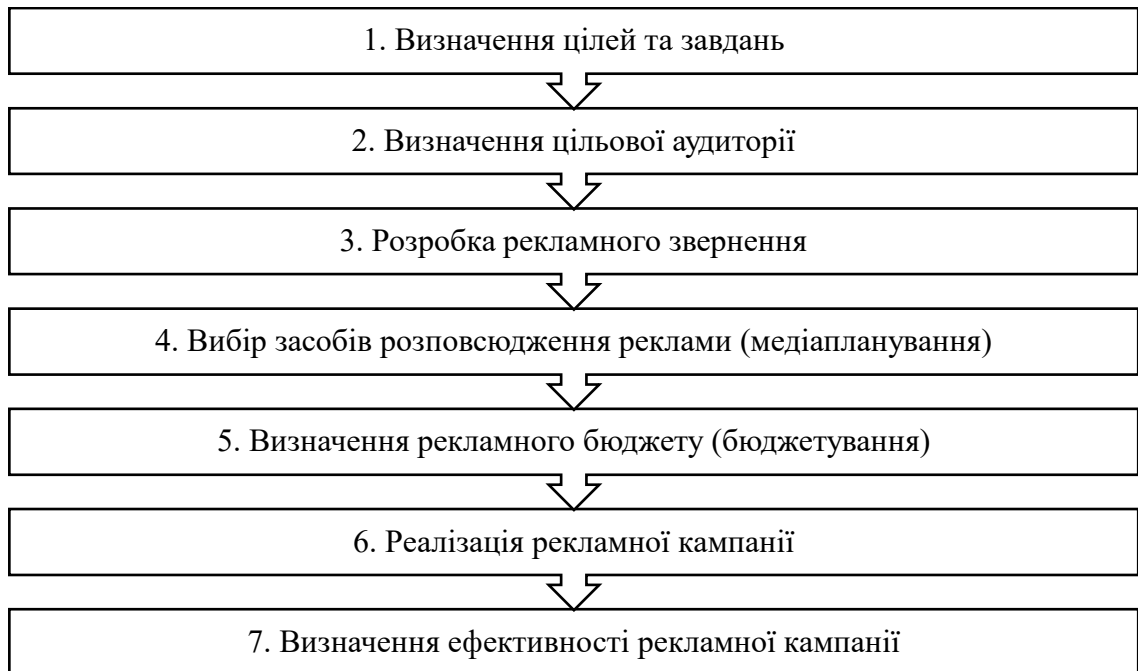 1. Визначення цілей та завдань
2. Визначення цільової аудиторії
3. Розробка рекламного звернення
4. Вибір засобів розповсюдження реклами (медіапланування)
5. Визначення рекламного бюджету (бюджетування)
6. Реалізація рекламної кампанії
7. Визначення ефективності рекламної кампанії